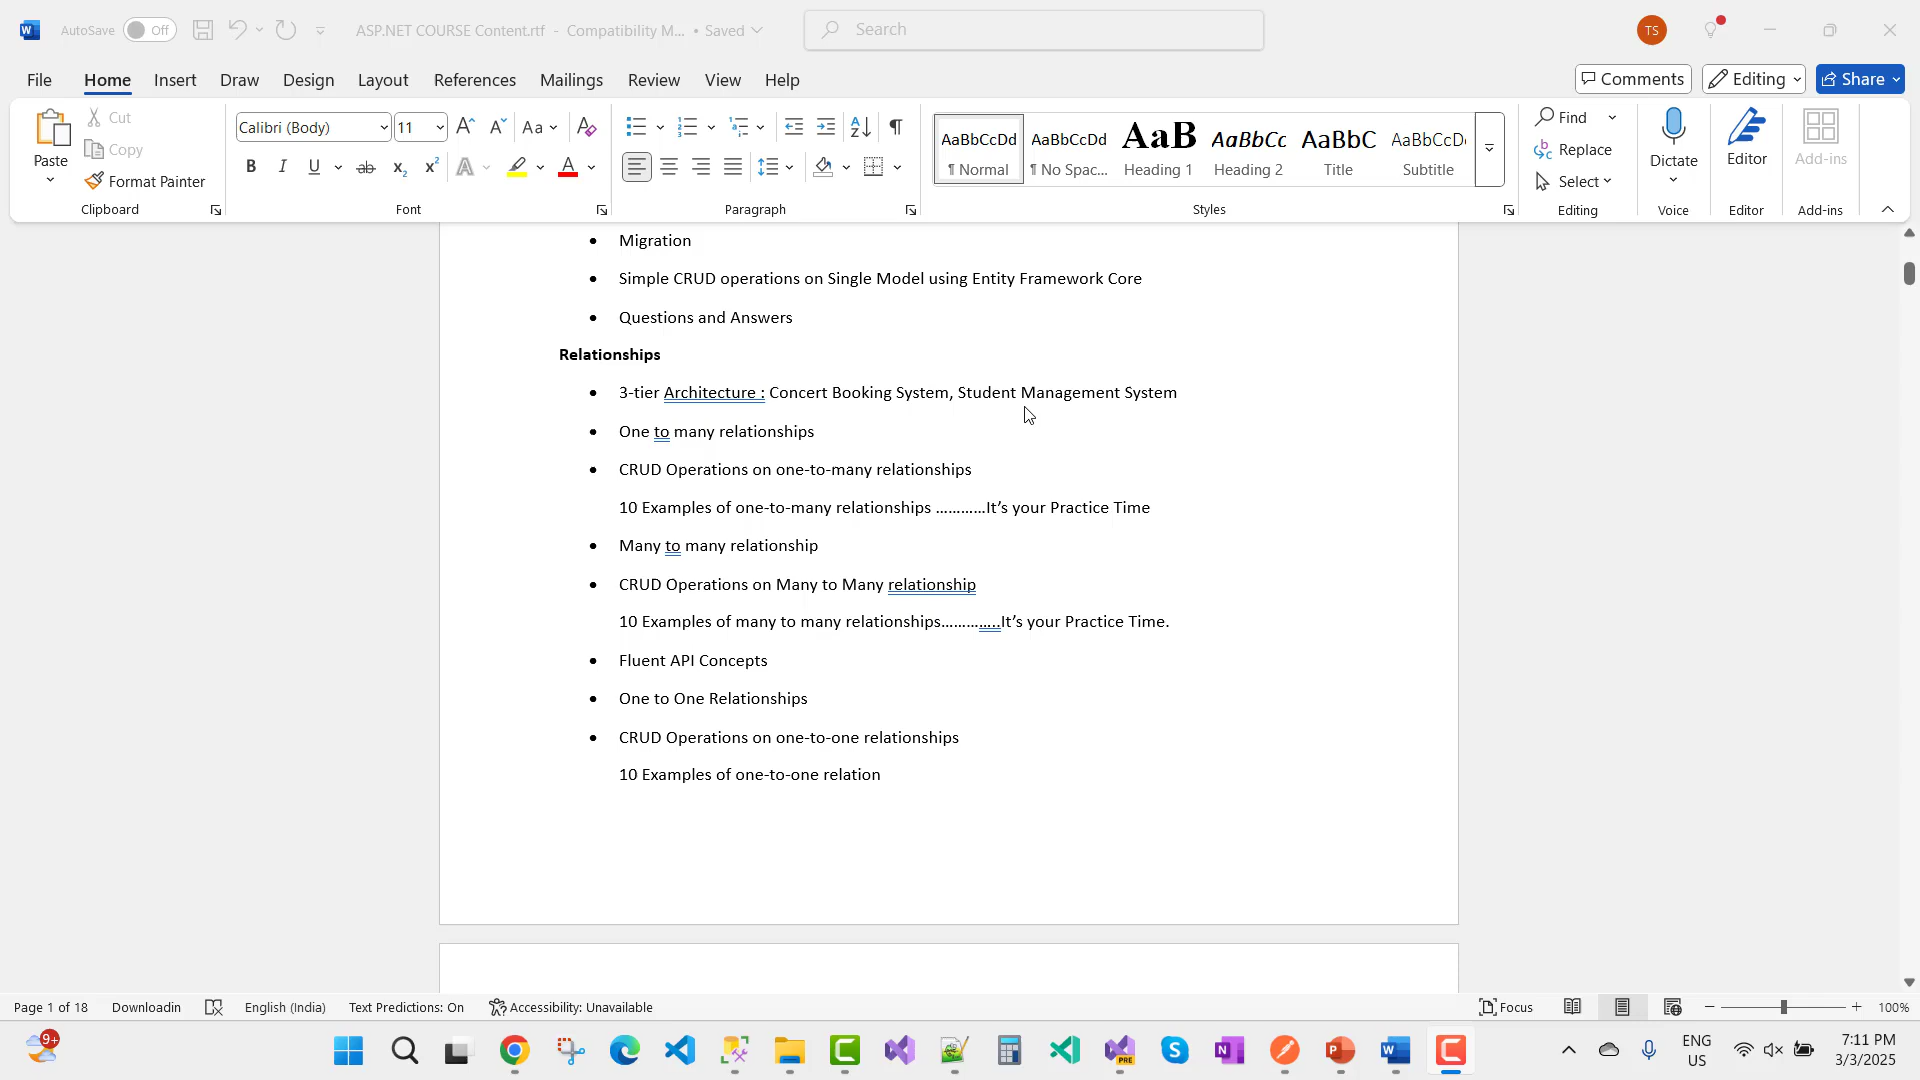 AutoSave Off ASP.NET COURSE Content.rtf - Compatibility M... • Saved Search TS
File Home Insert Draw Design Layout References Mailings Review View Help Comments Editing Share
Paste Cut Copy Format Painter Clipboard
Calibri (Body) 11 Font
Paragraph
AaBbCcDd ¶ Normal AaBbCcDd ¶ No Spac... AaB Heading 1 AaBbCc Heading 2 AaBbC Title AaBbCcD Subtitle Styles
Find Replace Select Editing
Dictate Voice
Editor Editor
Add-ins Add-ins
• Migration
• Simple CRUD operations on Single Model using Entity Framework Core
• Questions and Answers
Relationships
• 3-tier Architecture : Concert Booking System, Student Management System
• One to many relationships
• CRUD Operations on one-to-many relationships
10 Examples of one-to-many relationships …………It’s your Practice Time
• Many to many relationship
• CRUD Operations on Many to Many relationship
10 Examples of many to many relationships…………..It’s your Practice Time.
• Fluent API Concepts
• One to One Relationships
• CRUD Operations on one-to-one relationships
10 Examples of one-to-one relation
Page 1 of 18 Downloadin English (India) Text Predictions: On Accessibility: Unavailable Focus 100%
9+ PRE ENG US 7:11 PM 3/3/2025